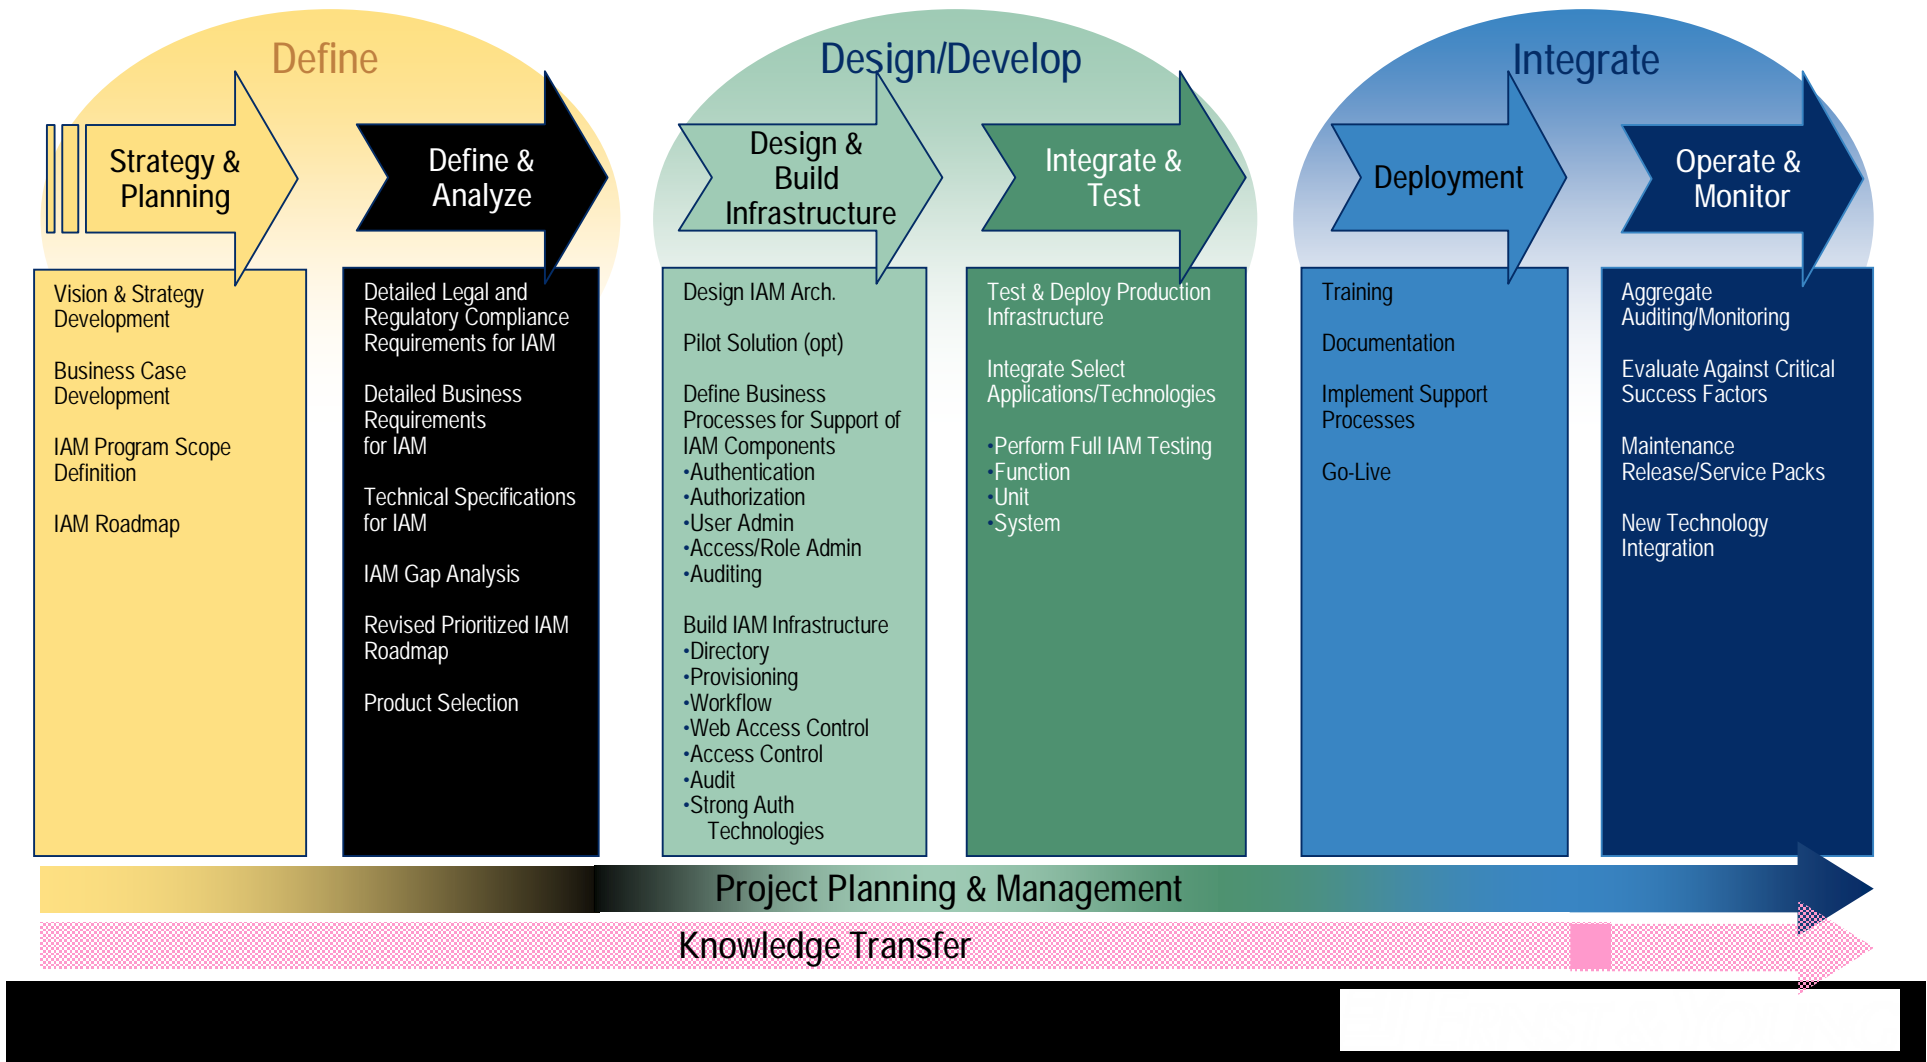 Define
Design/Develop
Integrate
Strategy &
Planning
Define &
Analyze
Design &
Build
Infrastructure
Integrate &
Test
Deployment
Operate &
Monitor
Vision & Strategy
Development
Business Case
Development
IAM Program Scope
Definition
IAM Roadmap
Detailed Legal and
Regulatory Compliance
Requirements for IAM
Detailed Business
Requirements
for IAM
Technical Specifications
for IAM
IAM Gap Analysis
Revised Prioritized IAM
Roadmap
Product Selection
Design IAM Arch.
Pilot Solution (opt)
Define Business
Processes for Support of
IAM Components
•Authentication
•Authorization
•User Admin
•Access/Role Admin
•Auditing
Build IAM Infrastructure
•Directory
•Provisioning
•Workflow
•Web Access Control
•Access Control
•Audit
•Strong Auth
Technologies
Test & Deploy Production
Infrastructure
Integrate Select
Applications/Technologies
•Perform Full IAM Testing
•Function
•Unit
•System
Training
Documentation
Implement Support
Processes
Go-Live
Aggregate
Auditing/Monitoring
Evaluate Against Critical
Success Factors
Maintenance
Release/Service Packs
New Technology
Integration
Project Planning & Management
Knowledge Transfer